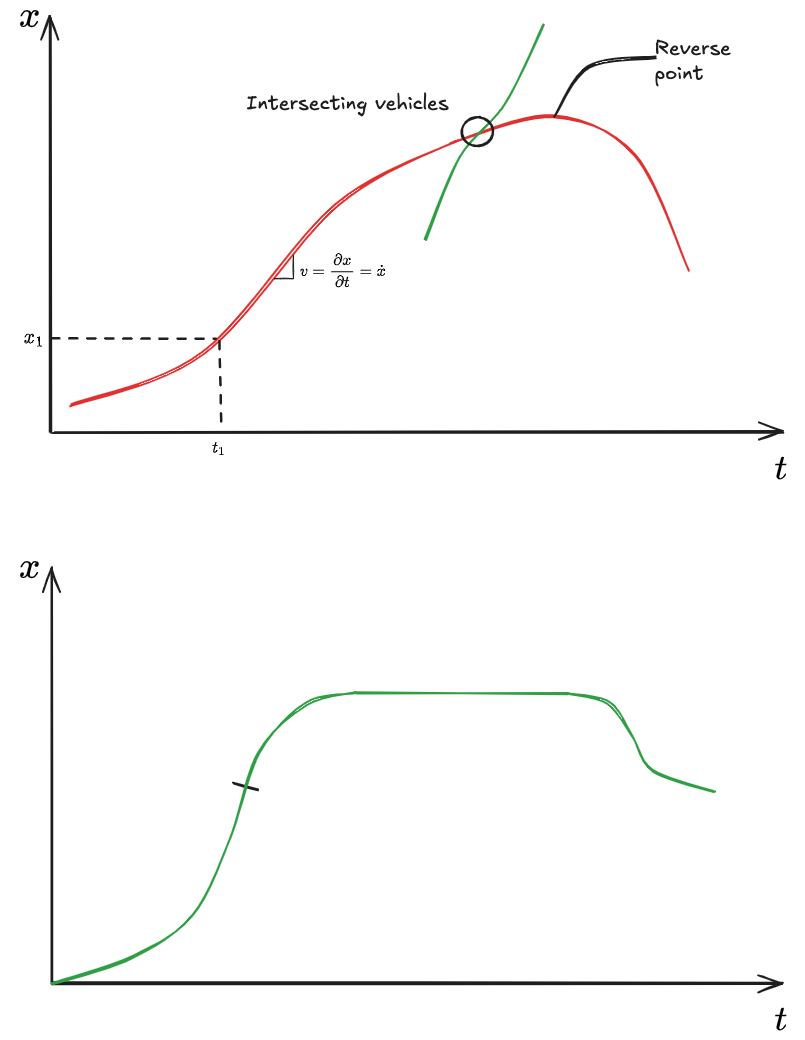 x
Reverse
point
Intersecting vehicles
v = ∂x/∂t = ẋ
x₁
t₁
t
x
t